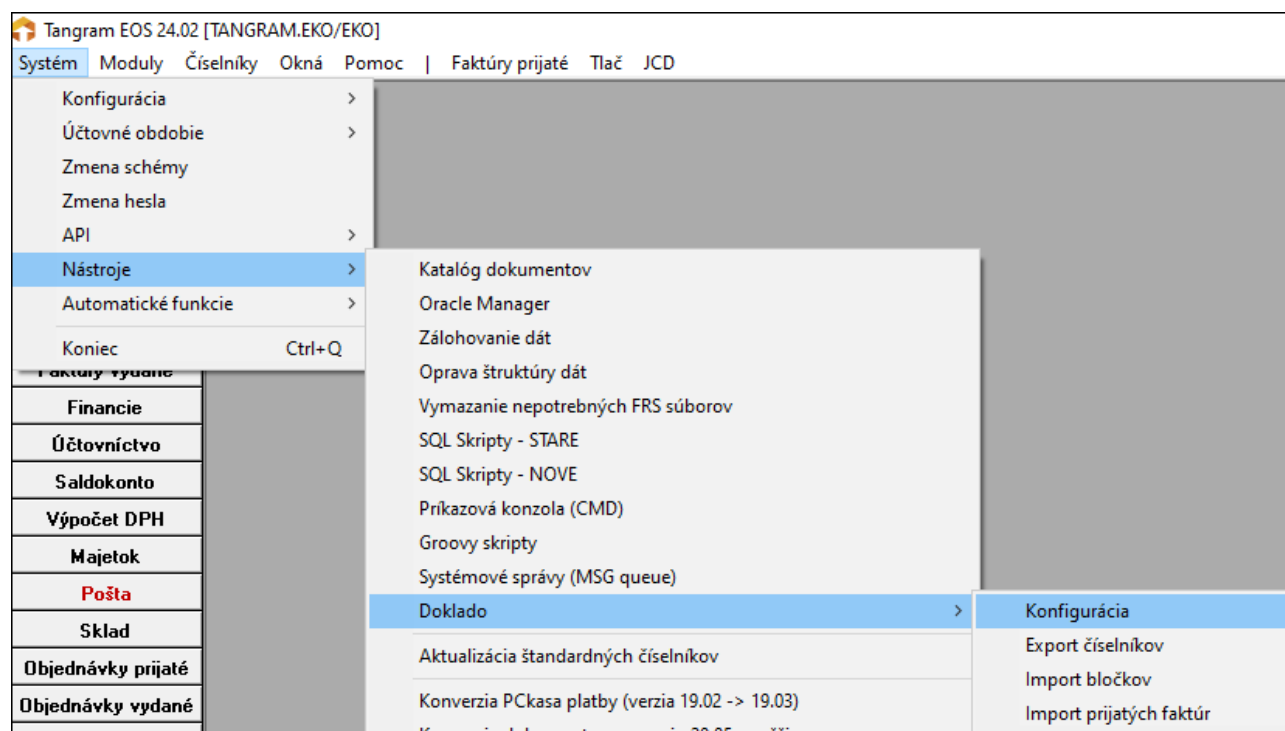 Tangram EOS 24.02 [TANGRAM.EKO/EKO]
Systém Moduly Číselníky Okná Pomoc | Faktúry prijaté Tlač JCD
Konfigurácia >
Účtovné obdobie >
Zmena schémy
Zmena hesla
API >
Nástroje >
Automatické funkcie >
Koniec Ctrl+Q
Katalóg dokumentov
Oracle Manager
Zálohovanie dát
Oprava štruktúry dát
Vymazanie nepotrebných FRS súborov
SQL Skripty - STARE
SQL Skripty - NOVE
Príkazová konzola (CMD)
Groovy skripty
Systémové správy (MSG queue)
Doklado >
Aktualizácia štandardných číselníkov
Konverzia PCkasa platby (verzia 19.02 -> 19.03)
Konfigurácia
Export číselníkov
Import bločkov
Import prijatých faktúr
Faktúry vydané
Financie
Účtovníctvo
Saldokonto
Výpočet DPH
Majetok
Pošta
Sklad
Objednávky prijaté
Objednávky vydané